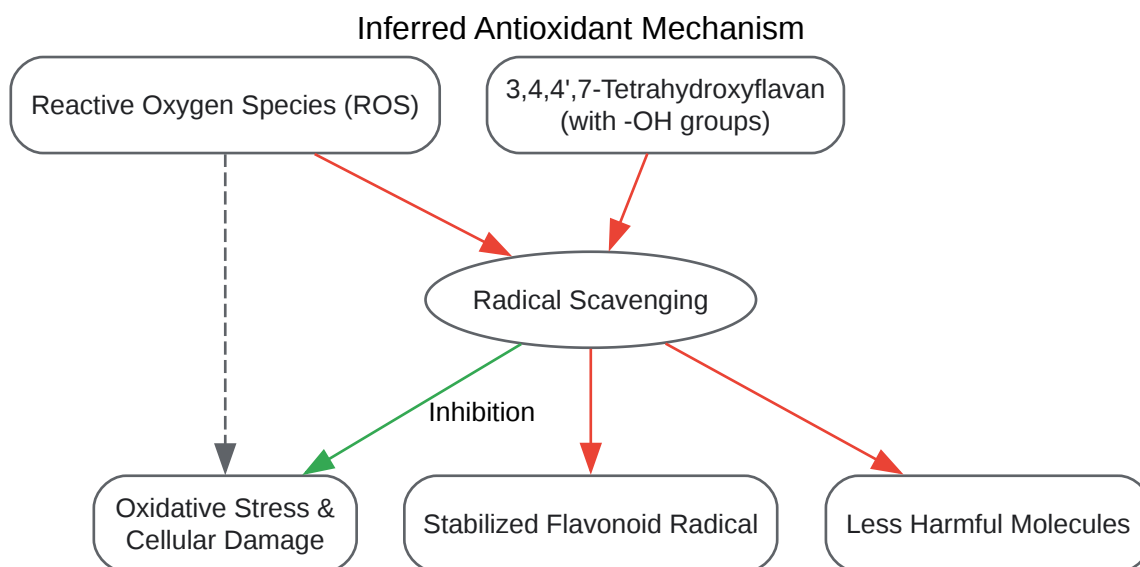 Inferred Antioxidant Mechanism
Reactive Oxygen Species (ROS)
3,4,4',7-Tetrahydroxyflavan
(with -OH groups)
Radical Scavenging
Inhibition
Oxidative Stress &
Cellular Damage
Stabilized Flavonoid Radical
Less Harmful Molecules